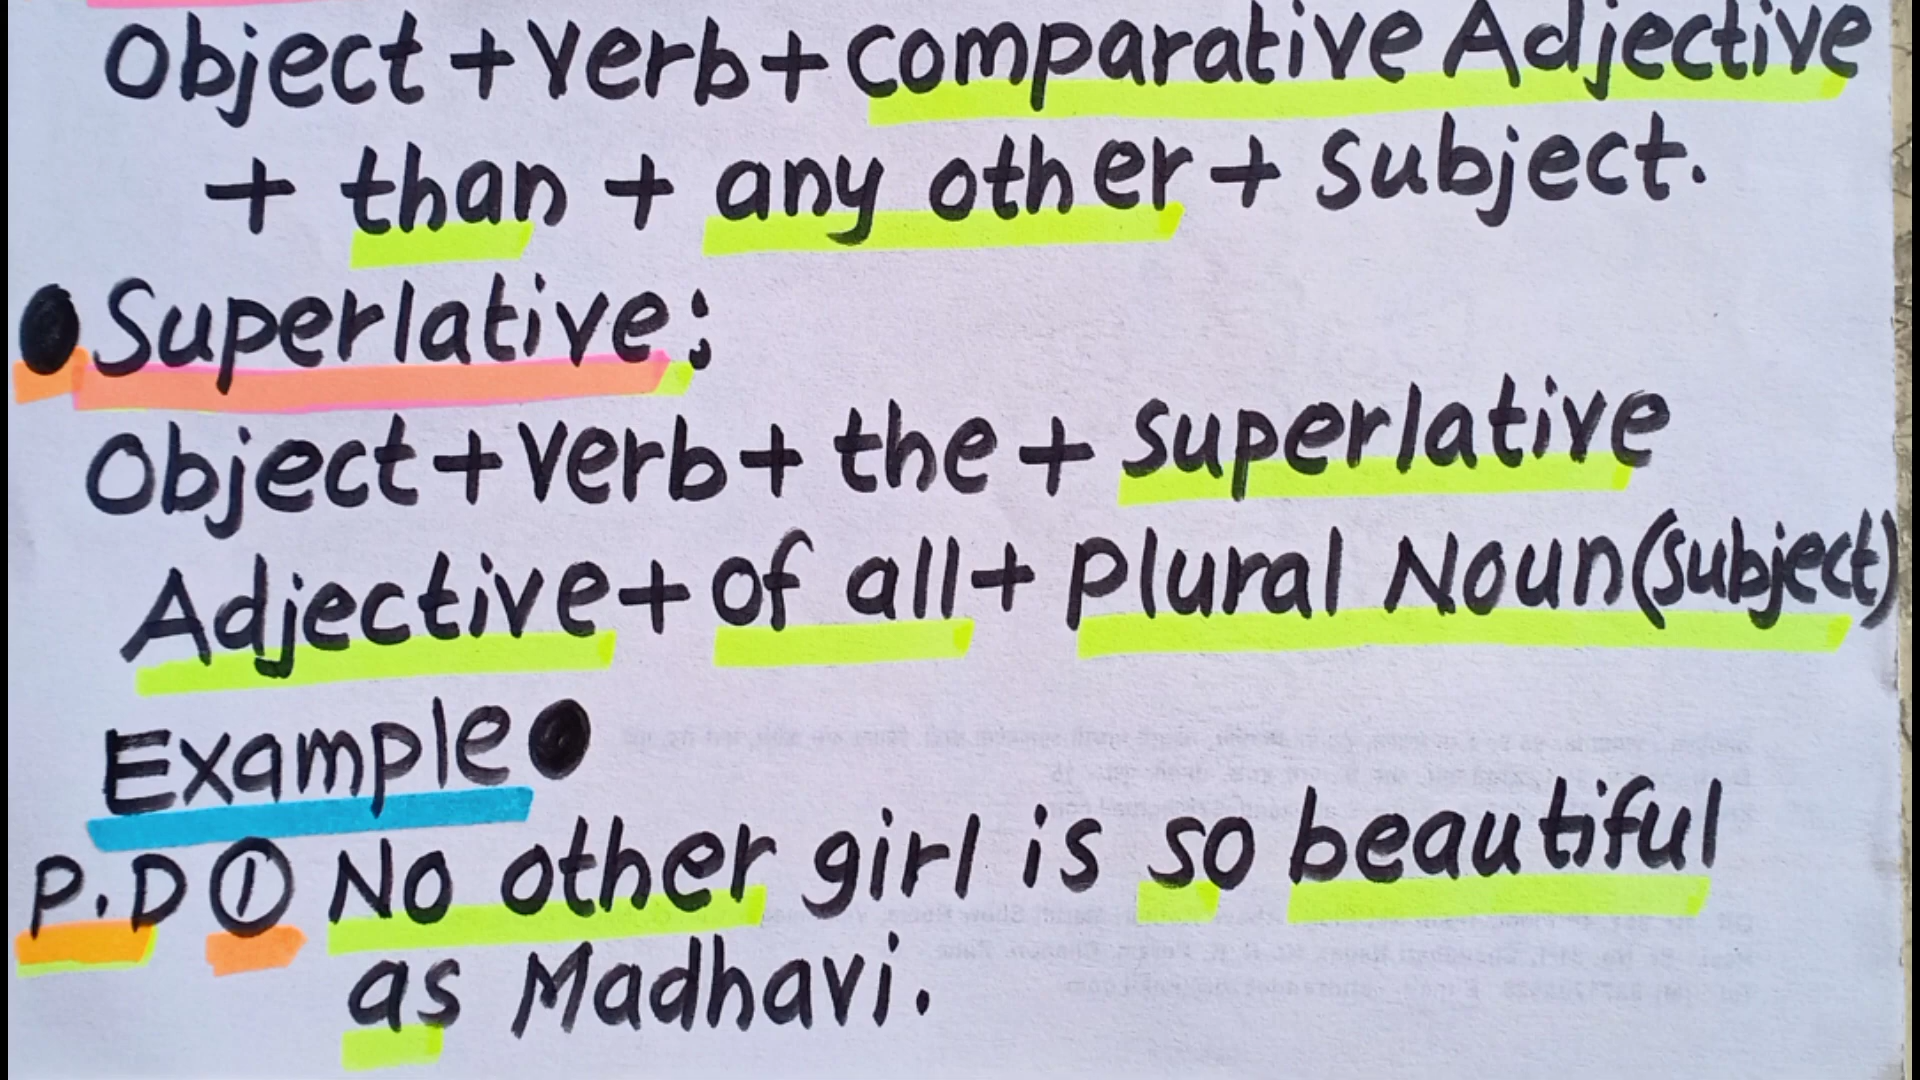 Object + Verb + Comparative Adjective
+ than + any other + subject.
● Superlative:
Object + Verb + the + superlative
Adjective + of all + plural Noun (subject)
Example ●
P.D ① No other girl is so beautiful
as Madhavi.